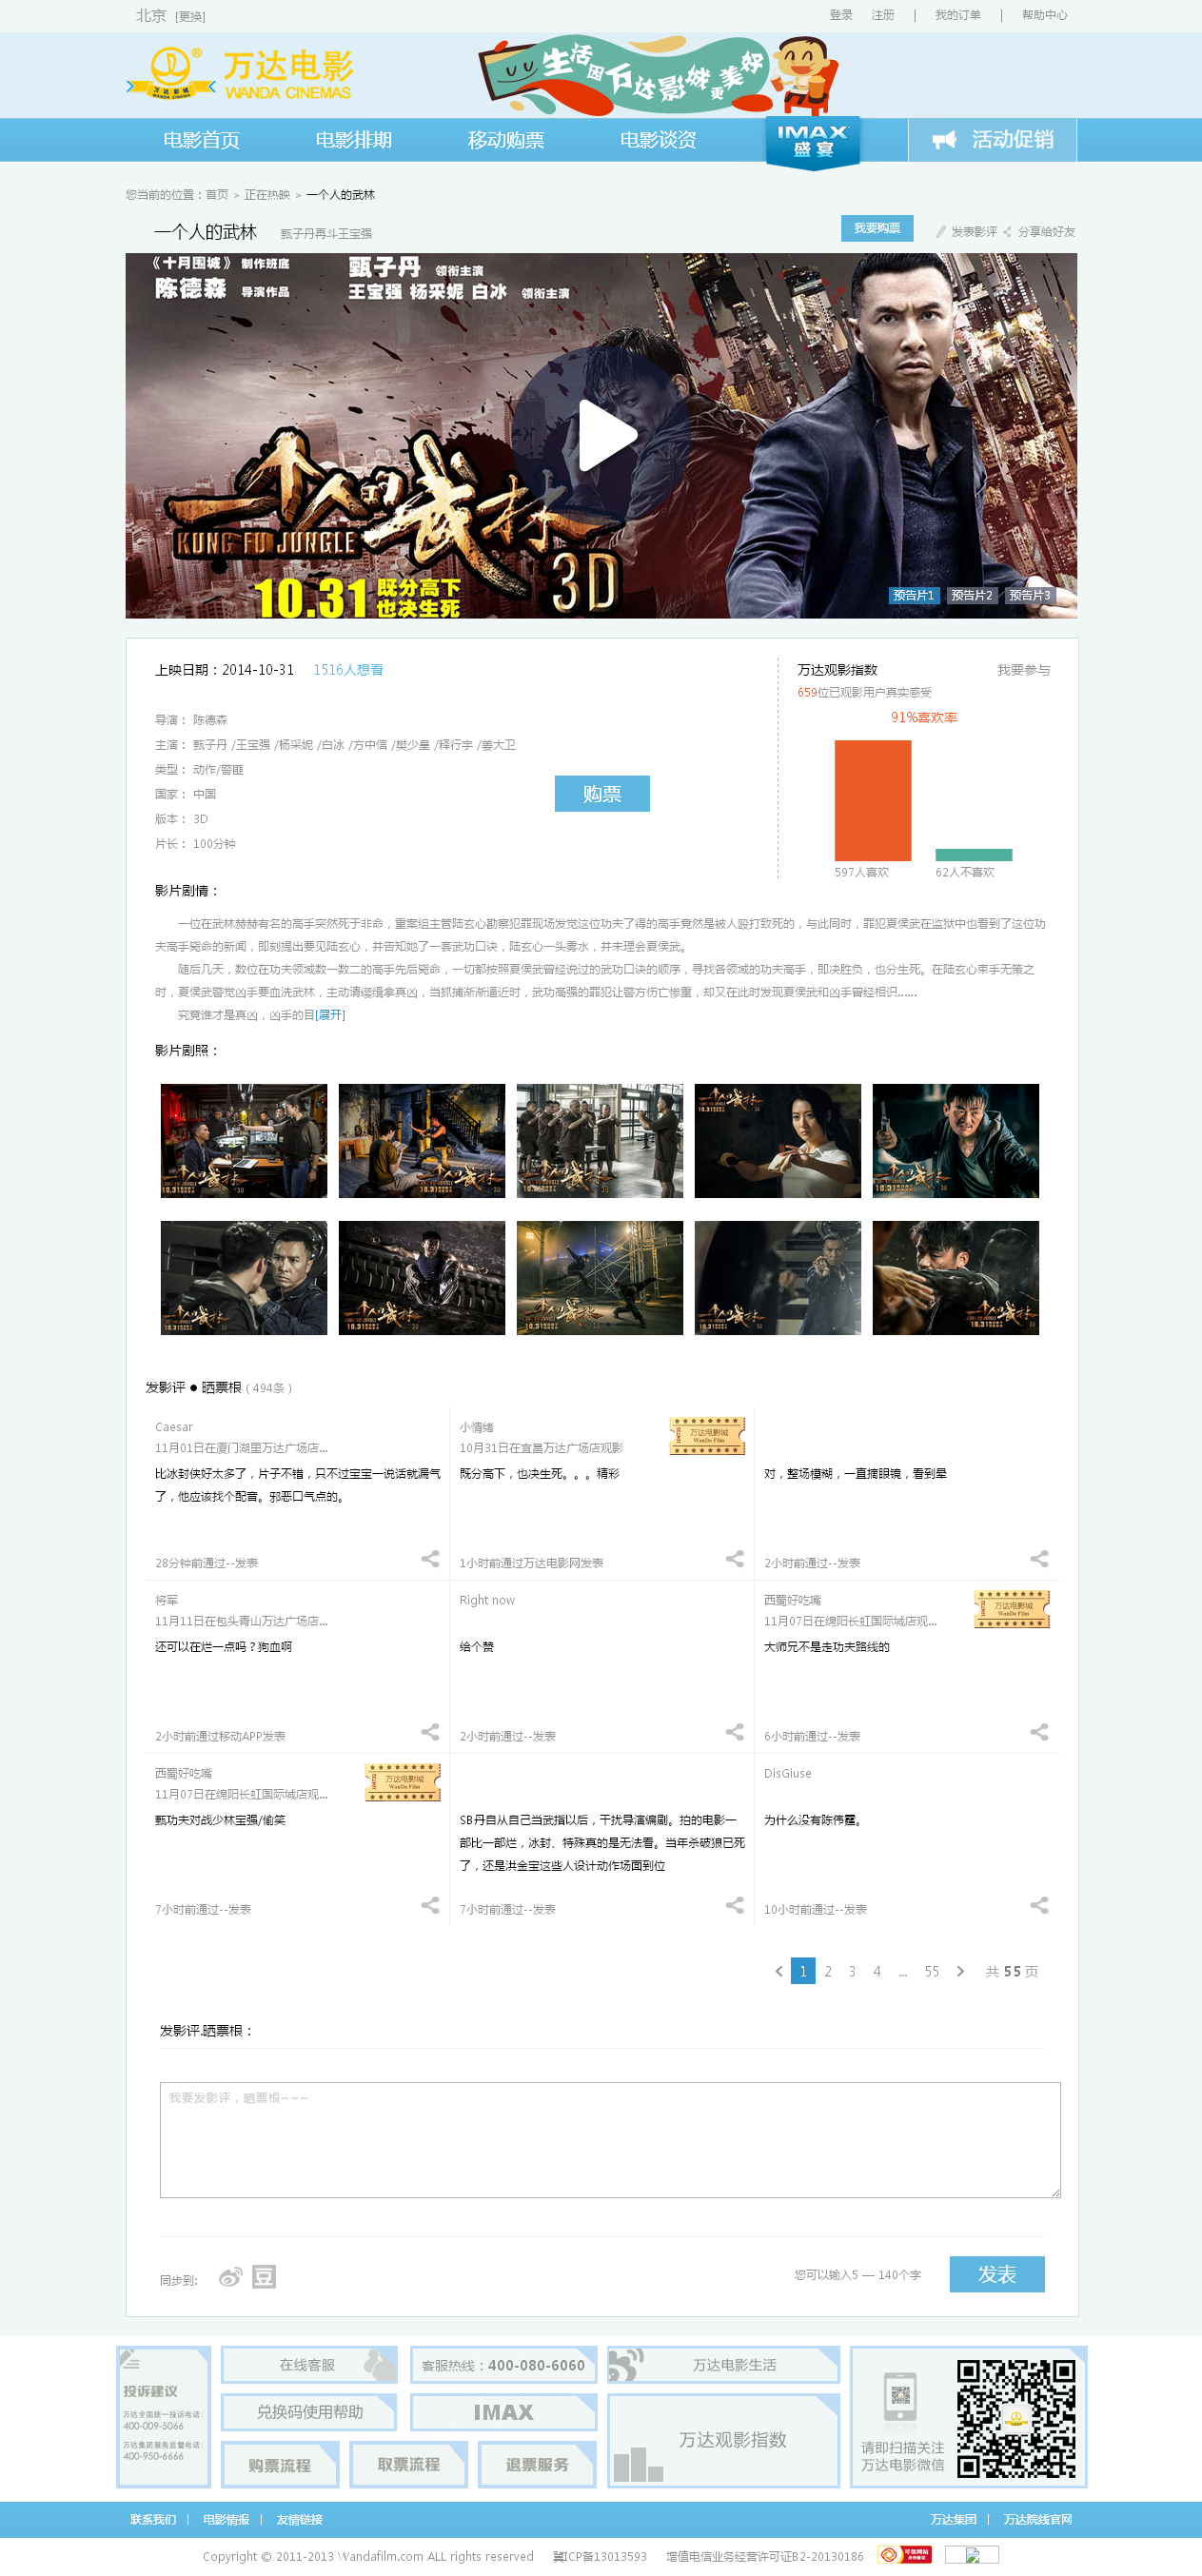 北京 [更换]
登录 注册 | 我的订单 | 帮助中心
万达电影
WANDA CINEMAS
生活因万达影城更美好
电影首页 电影排期 移动购票 电影谈资 IMAX 盛宴 活动促销
您当前的位置：首页 > 正在热映 > 一个人的武林
一个人的武林 甄子丹再斗王宝强 我要购票 发表影评 分享给好友
《十月围城》制作班底 甄子丹 领衔主演
陈德森 导演作品 王宝强 杨采妮 白冰 领衔主演
一个人的武林
KUNG FU JUNGLE
3D
10.31 既分高下 也决生死
预告片1 预告片2 预告片3
上映日期：2014-10-31 1516人想看
万达观影指数 我要参与
659位已观影用户真实感受
91%喜欢率
597人喜欢 62人不喜欢
导演： 陈德森
主演： 甄子丹 /王宝强 /杨采妮 /白冰 /方中信 /樊少皇 /释行宇 /姜大卫
类型： 动作/警匪
国家： 中国
版本： 3D
片长： 100分钟
购票
影片剧情：
一位在武林赫赫有名的高手突然死于非命，重案组主管陆玄心勘察犯罪现场发觉这位功夫了得的高手竟然是被人殴打致死的，与此同时，罪犯夏侯武在监狱中也看到了这位功
夫高手毙命的新闻，即刻提出要见陆玄心，并告知她了一套武功口诀，陆玄心一头雾水，并未理会夏侯武。
随后几天，数位在功夫领域数一数二的高手先后毙命，一切都按照夏侯武曾经说过的武功口诀的顺序，寻找各领域的功夫高手，即决胜负，也分生死。在陆玄心束手无策之
时，夏侯武警觉凶手要血洗武林，主动请缨缉拿真凶，当抓捕渐渐逼近时，武功高强的罪犯让警方伤亡惨重，却又在此时发现夏侯武和凶手曾经相识……
究竟谁才是真凶，凶手的目[展开]
影片剧照：
发影评 ● 晒票根 ( 494条 )
Caesar
11月01日在厦门湖里万达广场店...
比冰封侠好太多了，片子不错，只不过宝宝一说话就漏气
了，他应该找个配音。邪恶口气点的。
28分钟前通过--发表
小情绪
10月31日在宜昌万达广场店观影
万达电影城
WanDa Film
既分高下，也决生死。。。精彩
1小时前通过万达电影网发表
对，整场模糊，一直摘眼镜，看到晕
2小时前通过--发表
将军
11月11日在包头青山万达广场店...
还可以在烂一点吗？狗血啊
2小时前通过移动APP发表
Right now
给个赞
2小时前通过--发表
西蜀好吃嘴
11月07日在绵阳长虹国际城店观...
万达电影城
WanDa Film
大师兄不是走功夫路线的
6小时前通过--发表
西蜀好吃嘴
11月07日在绵阳长虹国际城店观...
万达电影城
WanDa Film
甄功夫对战少林宝强/偷笑
7小时前通过--发表
SB丹自从自己当武指以后，干扰导演编剧。拍的电影一
部比一部烂，冰封、特殊真的是无法看。当年杀破狼已死
了，还是洪金宝这些人设计动作场面到位
7小时前通过--发表
DisGiuse
为什么没有陈伟霆。
10小时前通过--发表
1 2 3 4 ... 55 共 55 页
发影评.晒票根：
我要发影评，晒票根~~~
同步到: 豆
您可以输入5 — 140个字 发表
投诉建议
万达全国统一投诉电话：
400-009-5066
万达集团服务监督电话：
400-950-6666
在线客服 客服热线：400-080-6060
兑换码使用帮助 IMAX
购票流程 取票流程 退票服务
万达电影生活
万达观影指数
请即扫描关注
万达电影微信
联系我们 | 电影情报 | 友情链接 万达集团 | 万达院线官网
Copyright © 2011-2013 Wandafilm.com ALL rights reserved 冀ICP备13013593 增值电信业务经营许可证B2-20130186 可信网站